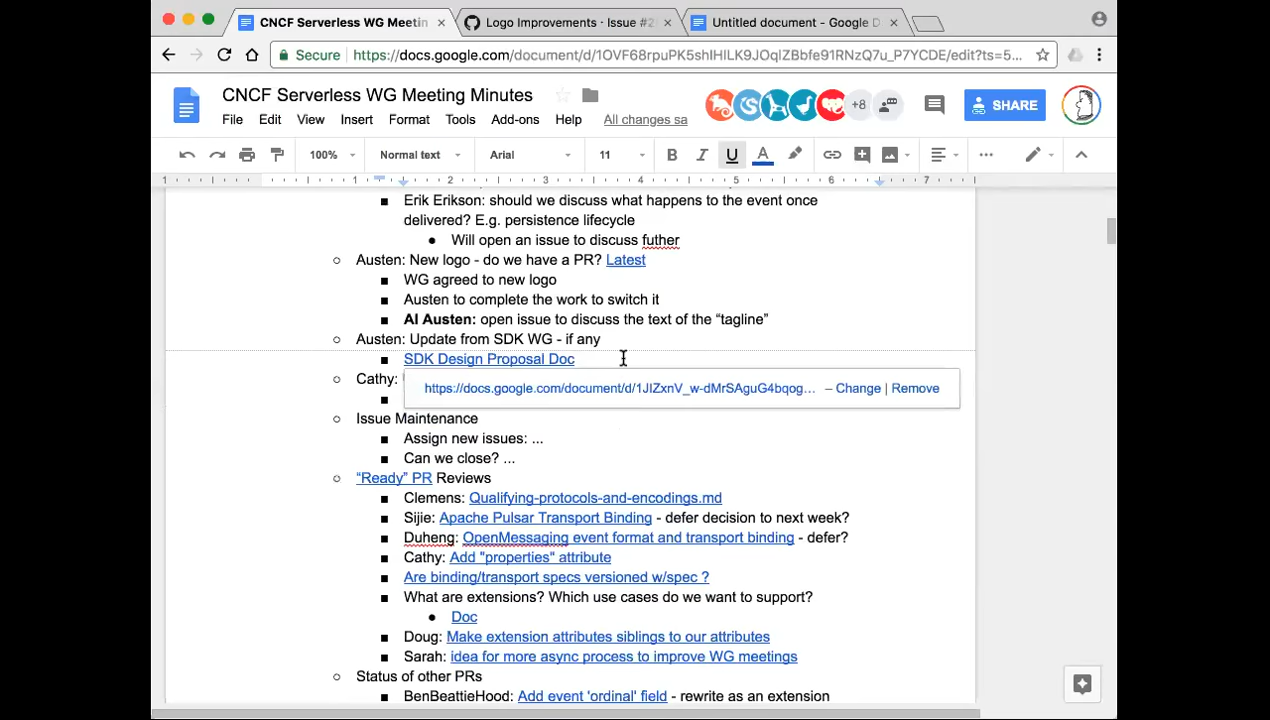 CNCF Serverless WG Meetin
Logo Improvements · Issue #2
Untitled document - Google D
Secure
https://docs.google.com/document/d/1OVF68rpuPK5shIHILK9JOqlZBbfe91RNzQ7u_P7YCDE/edit?ts=5...
CNCF Serverless WG Meeting Minutes
+8
SHARE
File Edit View Insert Format Tools Add-ons Help All changes sa
100% Normal text Arial 11 B I U A
1 1 2 3 4 5 6 7
Erik Erikson: should we discuss what happens to the event once
delivered? E.g. persistence lifecycle
Will open an issue to discuss futher
Austen: New logo - do we have a PR? Latest
WG agreed to new logo
Austen to complete the work to switch it
AI Austen: open issue to discuss the text of the “tagline”
Austen: Update from SDK WG - if any
SDK Design Proposal Doc
Cathy:
https://docs.google.com/document/d/1JIZxnV_w-dMrSAguG4bqog... – Change | Remove
Issue Maintenance
Assign new issues: ...
Can we close? ...
“Ready” PR Reviews
Clemens: Qualifying-protocols-and-encodings.md
Sijie: Apache Pulsar Transport Binding - defer decision to next week?
Duheng: OpenMessaging event format and transport binding - defer?
Cathy: Add "properties" attribute
Are binding/transport specs versioned w/spec ?
What are extensions? Which use cases do we want to support?
Doc
Doug: Make extension attributes siblings to our attributes
Sarah: idea for more async process to improve WG meetings
Status of other PRs
BenBeattieHood: Add event 'ordinal' field - rewrite as an extension